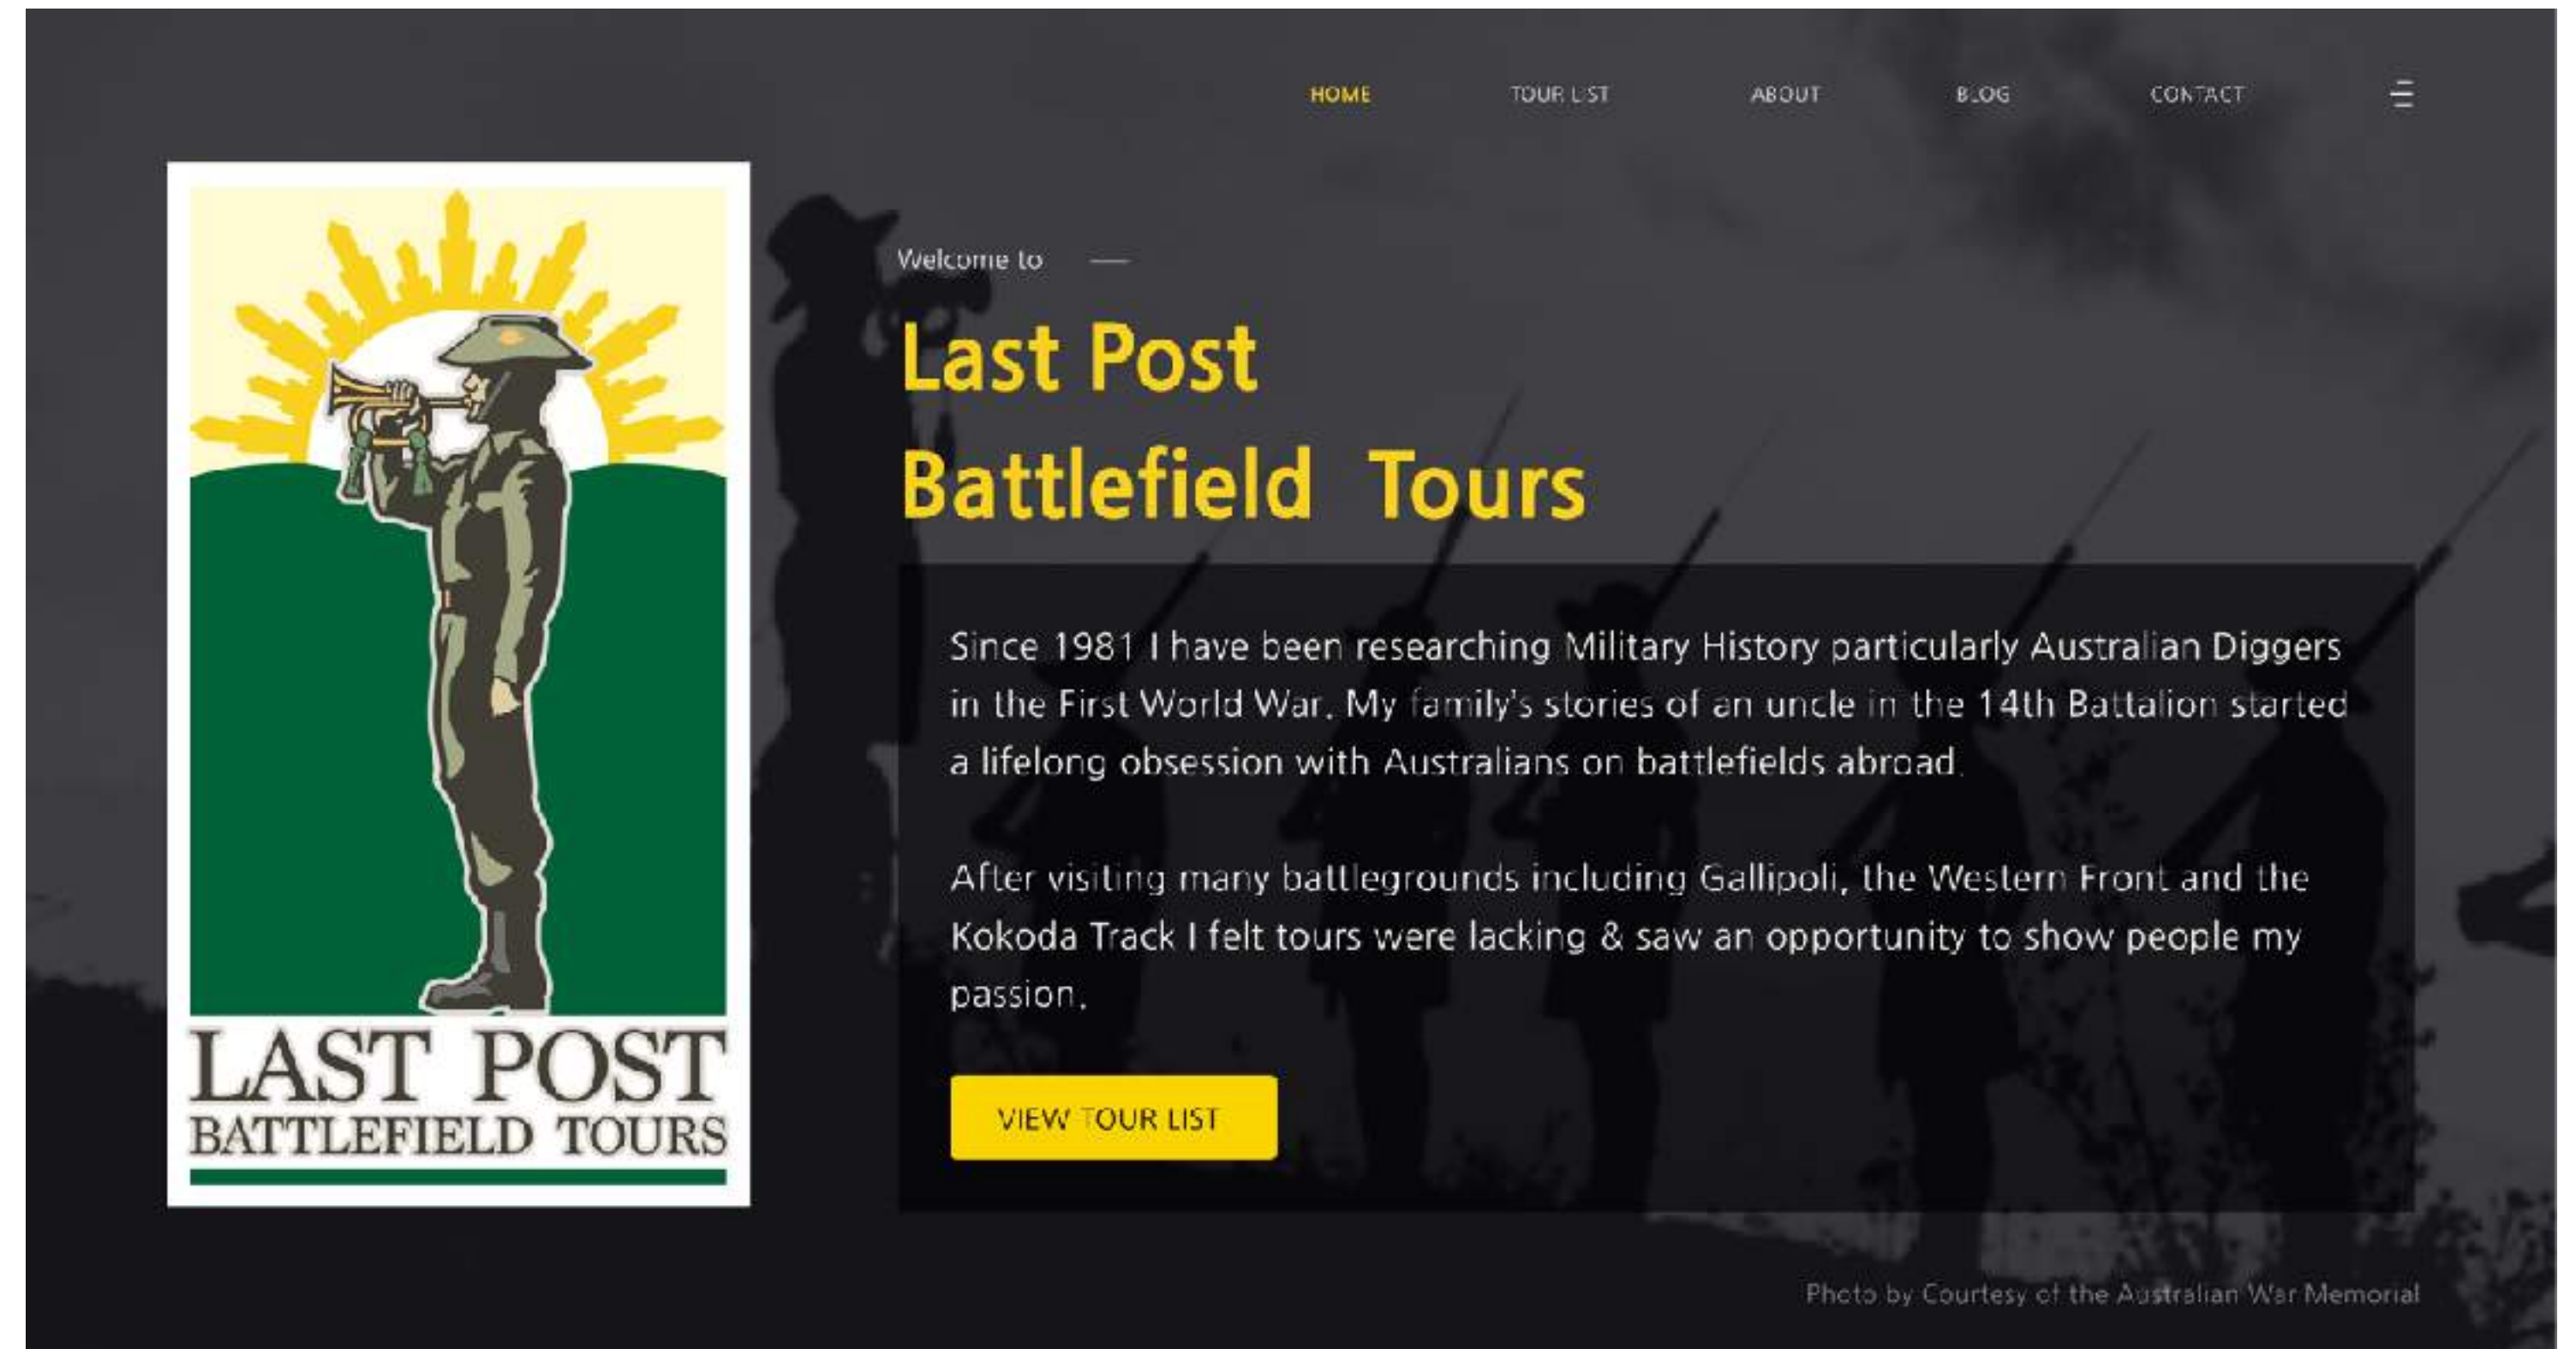 HOME TOUR LIST ABOUT BLOG CONTACT
Welcome to
Last Post
Battlefield Tours
Since 1981 I have been researching Military History particularly Australian Diggers
in the First World War. My family's stories of an uncle in the 14th Battalion started
a lifelong obsession with Australians on battlefields abroad.
After visiting many battlegrounds including Gallipoli, the Western Front and the
Kokoda Track I felt tours were lacking & saw an opportunity to show people my
passion.
VIEW TOUR LIST
LAST POST
BATTLEFIELD TOURS
Photo by Courtesy of the Australian War Memorial